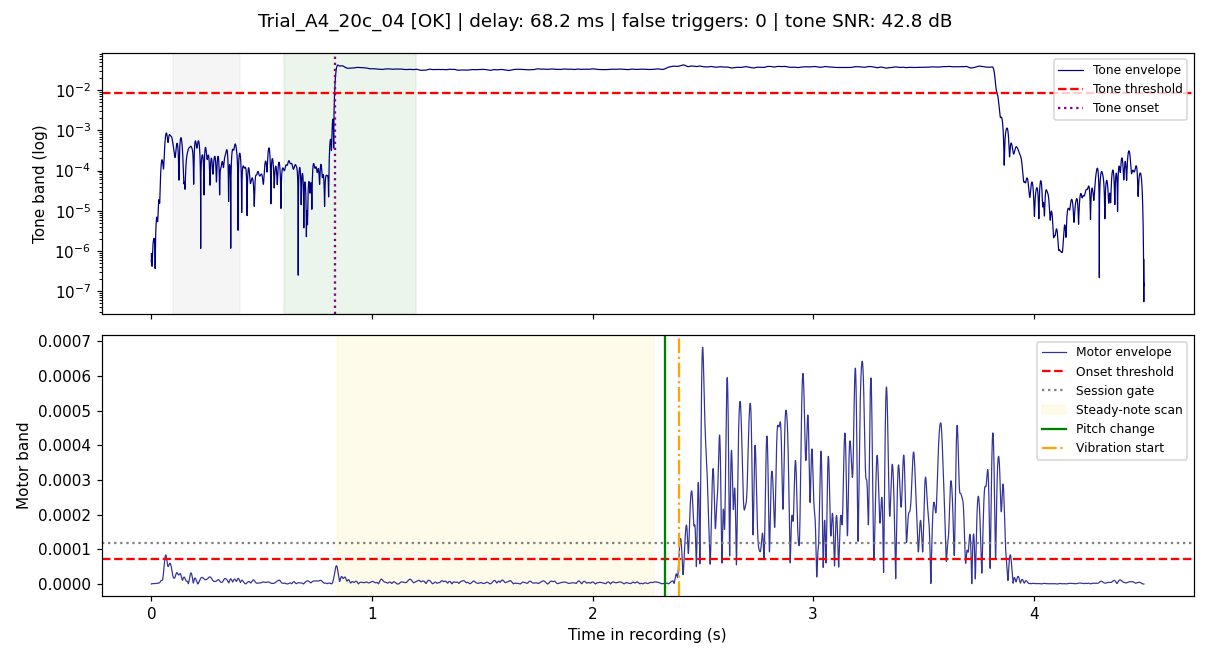 Trial_A4_20c_04 [OK] | delay: 68.2 ms | false triggers: 0 | tone SNR: 42.8 dB
Tone band (log)
10⁻²
10⁻³
10⁻⁴
10⁻⁵
10⁻⁶
10⁻⁷
Tone envelope
Tone threshold
Tone onset
Motor band
0.0007
0.0006
0.0005
0.0004
0.0003
0.0002
0.0001
0.0000
Motor envelope
Onset threshold
Session gate
Steady-note scan
Pitch change
Vibration start
0 1 2 3 4
Time in recording (s)